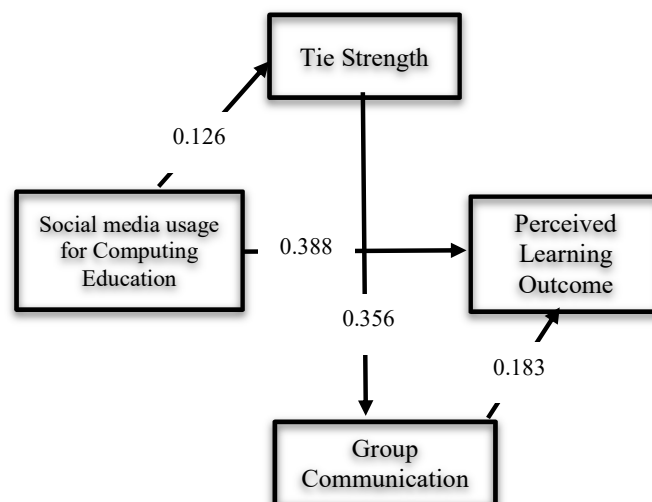 Tie Strength
0.126
Social media usage
for Computing
Education
0.388
Perceived
Learning
Outcome
0.356
0.183
Group
Communication